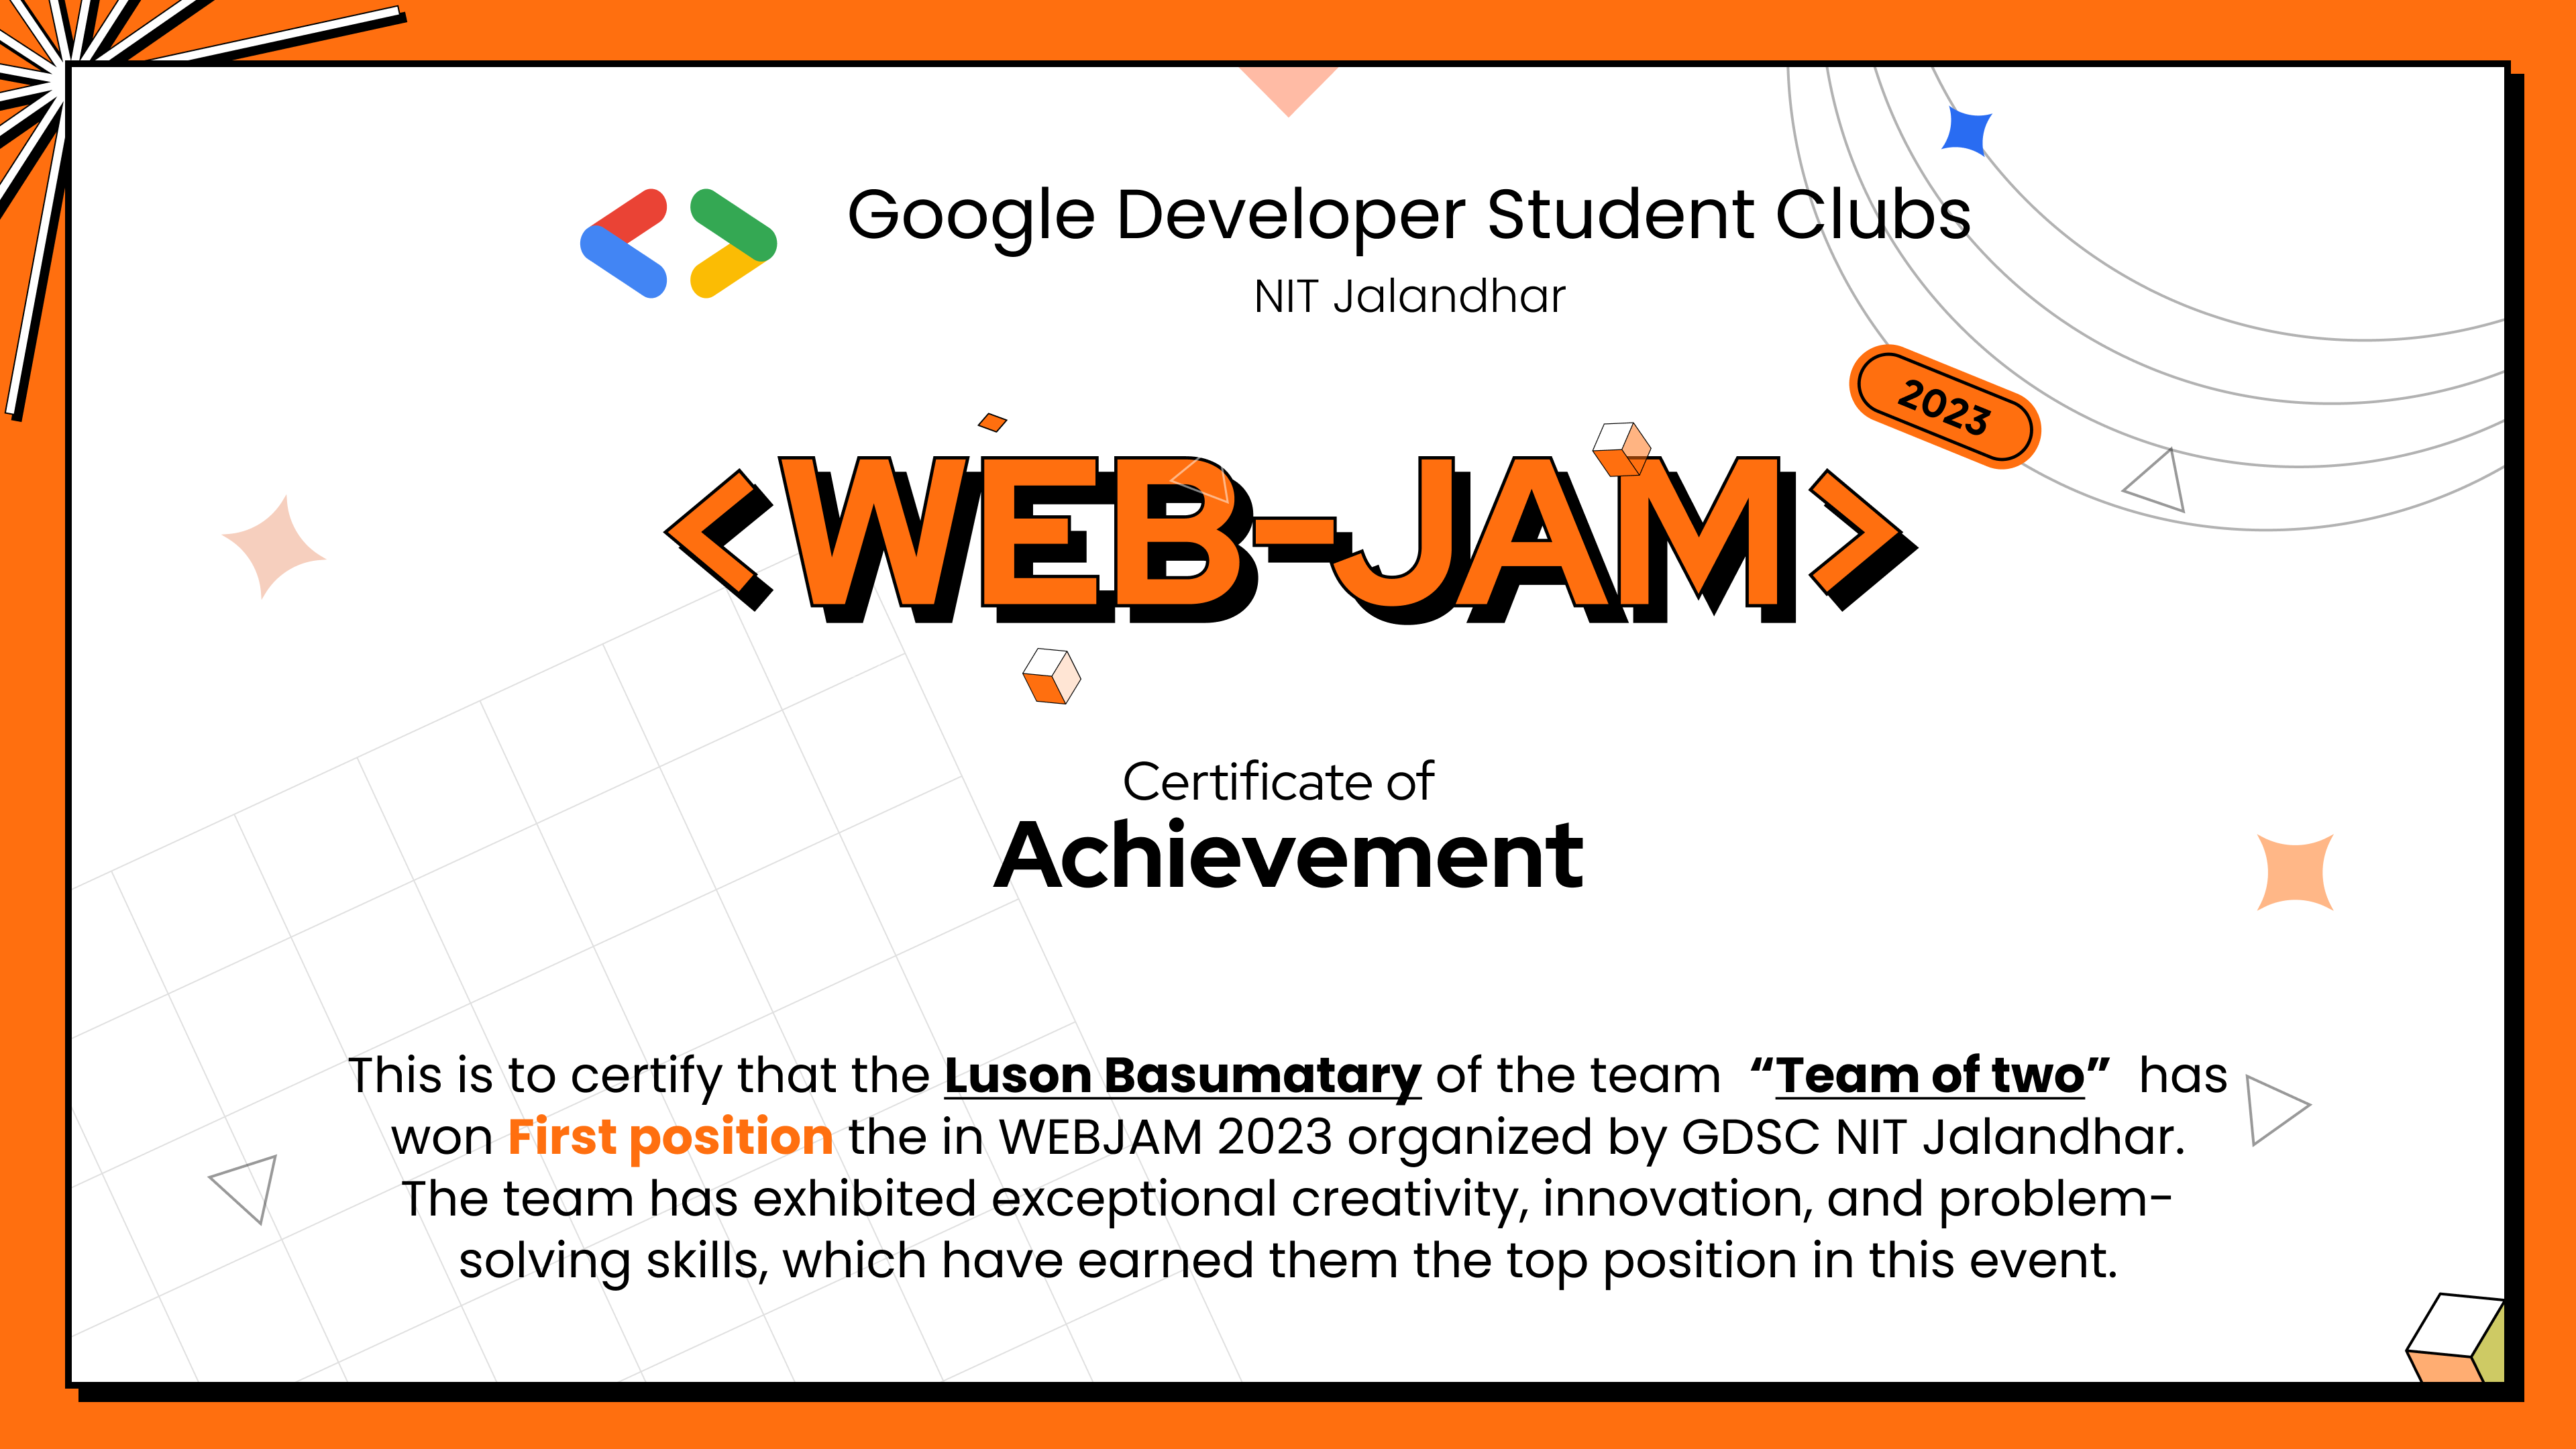 Google Developer Student Clubs
NIT Jalandhar
2023
<WEB-JAM>
Certificate of
Achievement
This is to certify that the Luson Basumatary of the team “Team of two” has
won First position the in WEBJAM 2023 organized by GDSC NIT Jalandhar.
The team has exhibited exceptional creativity, innovation, and problem-
solving skills, which have earned them the top position in this event.